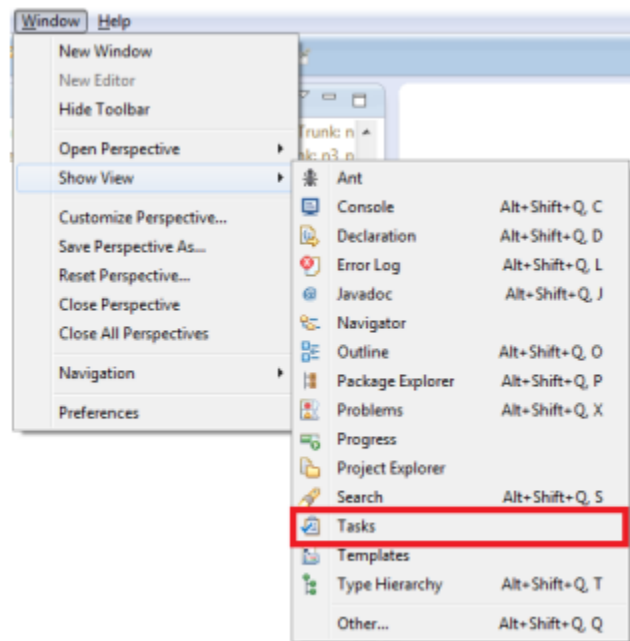 Window Help
New Window
New Editor
Hide Toolbar
Trunk: n
Open Perspective
n3 p
Show View
Ant
Console Alt+Shift+Q, C
Customize Perspective...
Declaration Alt+Shift+Q, D
Save Perspective As...
Error Log Alt+Shift+Q, L
Reset Perspective...
Javadoc Alt+Shift+Q, J
Close Perspective
Navigator
Close All Perspectives
Outline Alt+Shift+Q, O
Navigation
Package Explorer Alt+Shift+Q, P
Preferences
Problems Alt+Shift+Q, X
Progress
Project Explorer
Search Alt+Shift+Q, S
Tasks
Templates
Type Hierarchy Alt+Shift+Q, T
Other... Alt+Shift+Q, Q